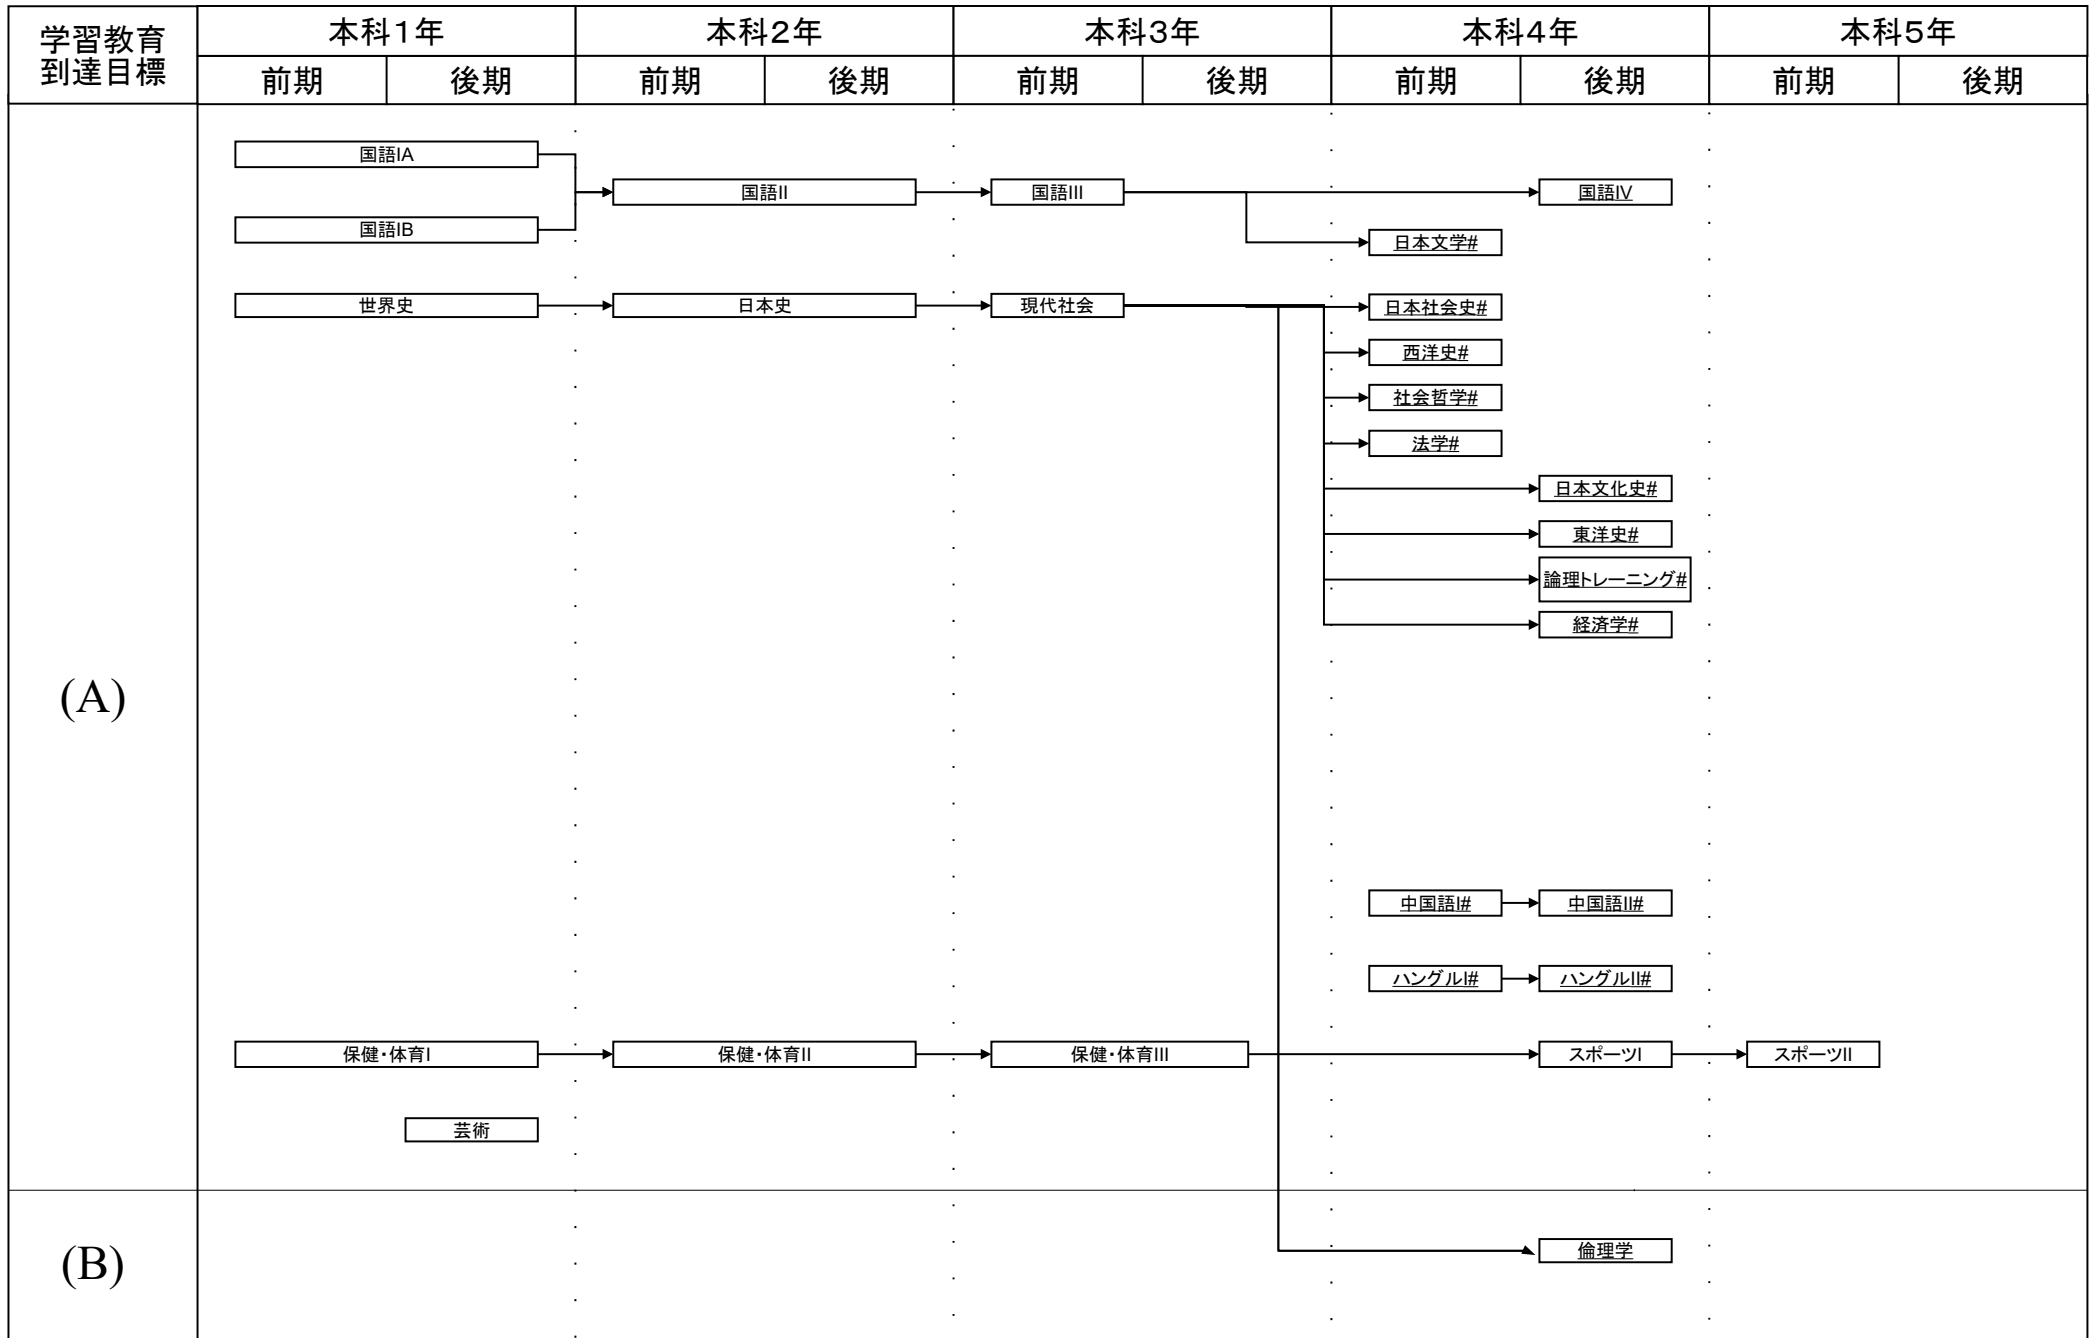 学習教育
到達目標
本科1年
本科2年
本科3年
本科4年
本科5年
前期
後期
前期
後期
前期
後期
前期
後期
前期
後期
(A)
国語IA
国語IB
国語II
国語III
国語IV
日本文学#
世界史
日本史
現代社会
日本社会史#
西洋史#
社会哲学#
法学#
日本文化史#
東洋史#
論理トレーニング#
経済学#
中国語I#
中国語II#
ハングルI#
ハングルII#
保健・体育I
保健・体育II
保健・体育III
スポーツI
スポーツII
芸術
(B)
倫理学